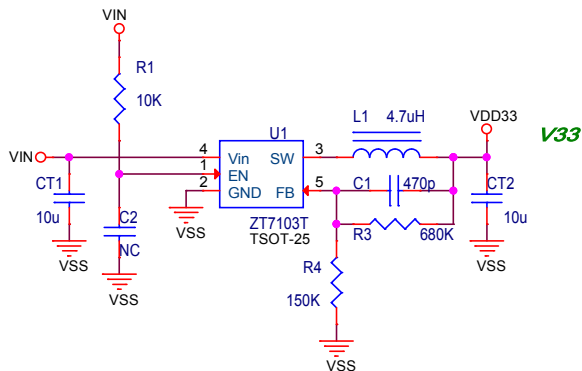 VIN
R1
10K
L1 4.7uH
VDD33
V33
U1
VIN
4 Vin SW 3
1 EN
2 GND FB 5
CT1
10u
C1 470p
CT2
10u
C2
NC
ZT7103T
TSOT-25
R3 680K
VSS
VSS
VSS
VSS
R4
150K
VSS